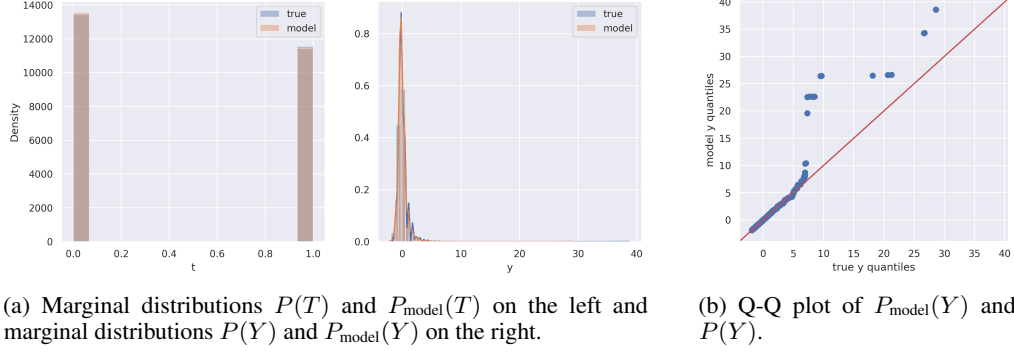 14000
12000
10000
8000
6000
4000
2000
0
Density
0.0 0.2 0.4 0.6 0.8 1.0
t
true
model
0.8
0.6
0.4
0.2
0.0
0 10 20 30 40
y
true
model
40
35
30
25
20
15
10
5
0
model y quantiles
0 5 10 15 20 25 30 35 40
true y quantiles
(a) Marginal distributions P(T) and P_model(T) on the left and
marginal distributions P(Y) and P_model(Y) on the right.
(b) Q-Q plot of P_model(Y) and
P(Y).